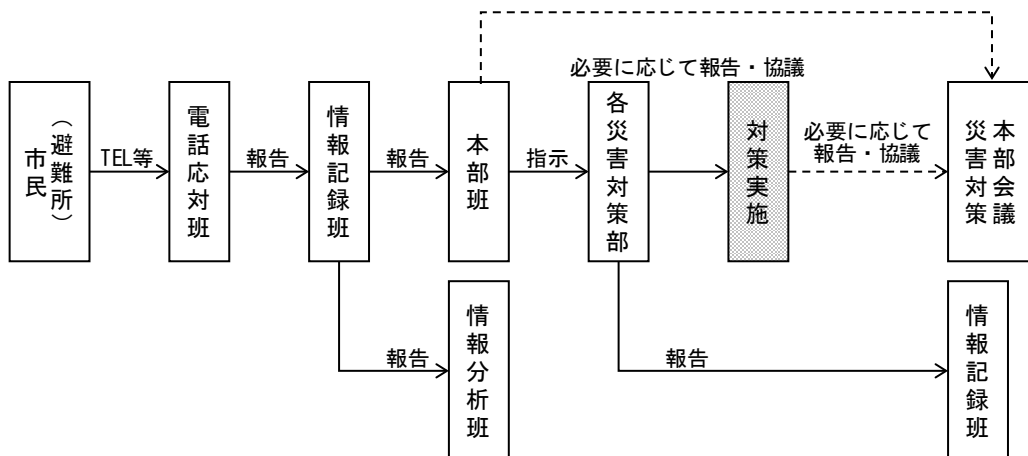 必要に応じて報告・協議
市民
（避難所）
TEL等
電話応対班
報告
情報記録班
報告
本部班
指示
各災害対策部
対策実施
必要に応じて
報告・協議
災害対策
本部会議
報告
情報分析班
報告
情報記録班